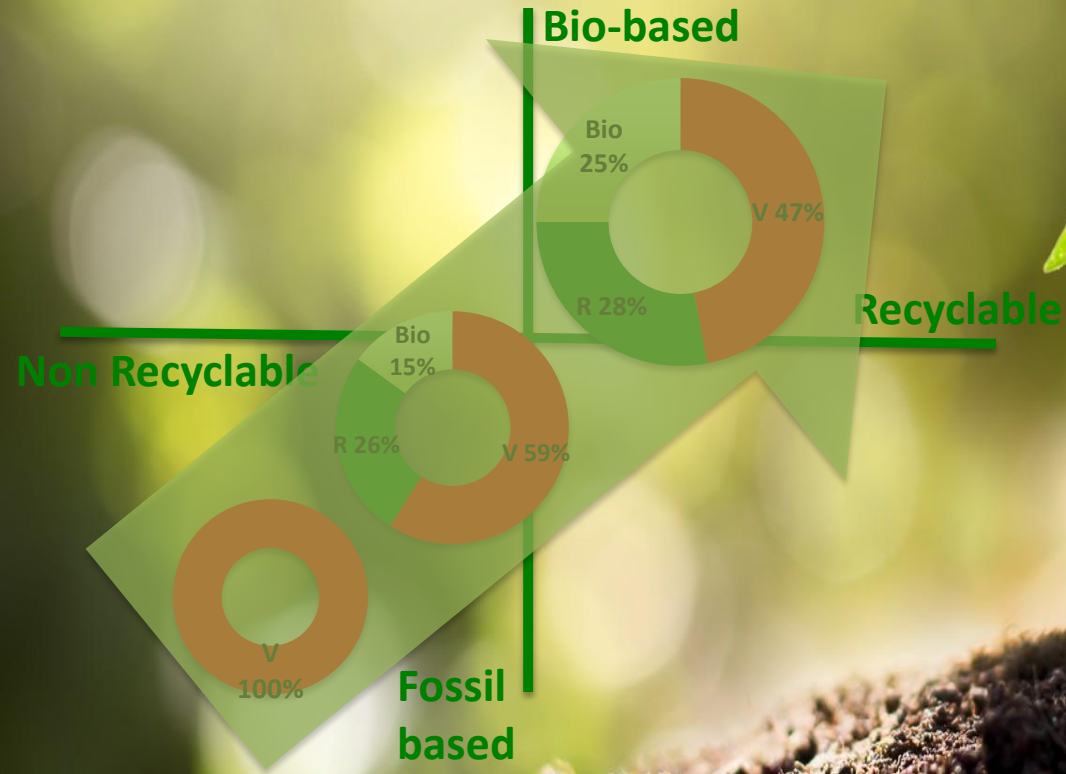 Bio-based
Bio
25%
V 47%
R 28%
Recyclable
Non Recyclable
Bio
15%
R 26%
V 59%
V
100%
Fossil
based